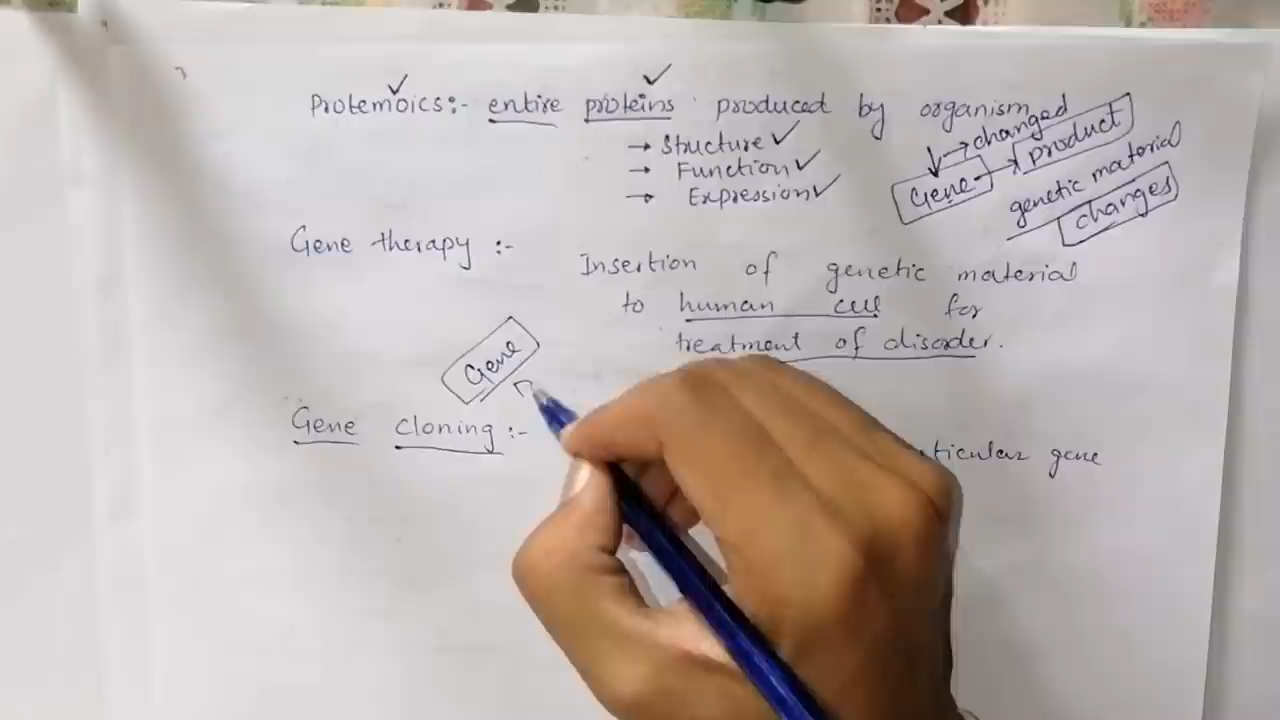 Protemoics:- entire proteins produced by organism
→ Structure ✓
→ Function ✓
→ Expression ✓
→ changed
Gene → product
genetic material
changes
Gene therapy :-
Insertion of genetic material
to human cell for
treatment of disorder.
Gene
Gene cloning :-
gene